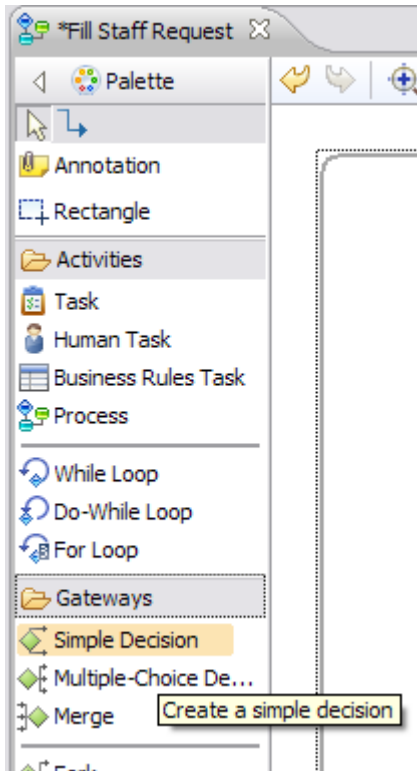 *Fill Staff Request
Palette
Annotation
Rectangle
Activities
Task
Human Task
Business Rules Task
Process
While Loop
Do-While Loop
For Loop
Gateways
Simple Decision
Multiple-Choice De...
Create a simple decision
Merge
Fork